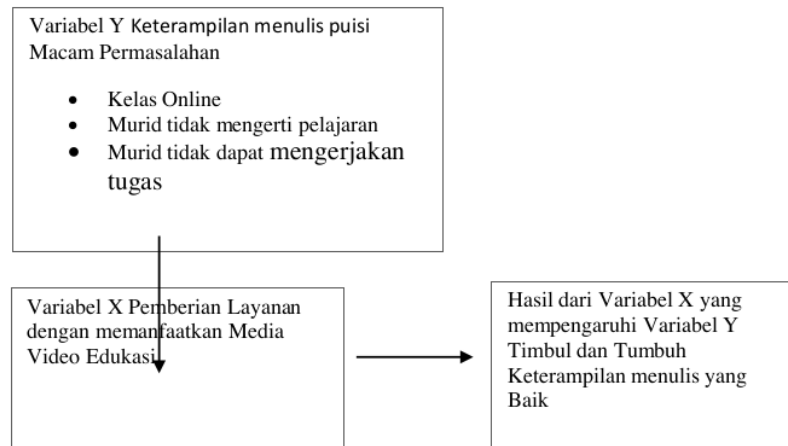 Variabel Y Keterampilan menulis puisi
Macam Permasalahan
• Kelas Online
• Murid tidak mengerti pelajaran
• Murid tidak dapat mengerjakan
tugas
Variabel X Pemberian Layanan
dengan memanfaatkan Media
Video Edukasi
Hasil dari Variabel X yang
mempengaruhi Variabel Y
Timbul dan Tumbuh
Keterampilan menulis yang
Baik